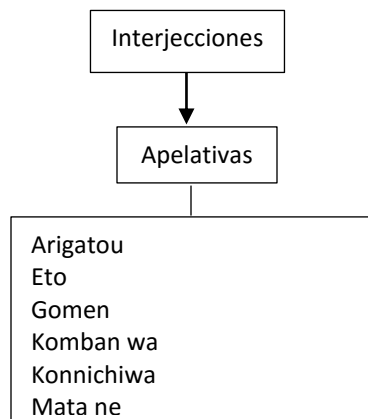 Interjecciones
Apelativas
Arigatou
Eto
Gomen
Komban wa
Konnichiwa
Mata ne